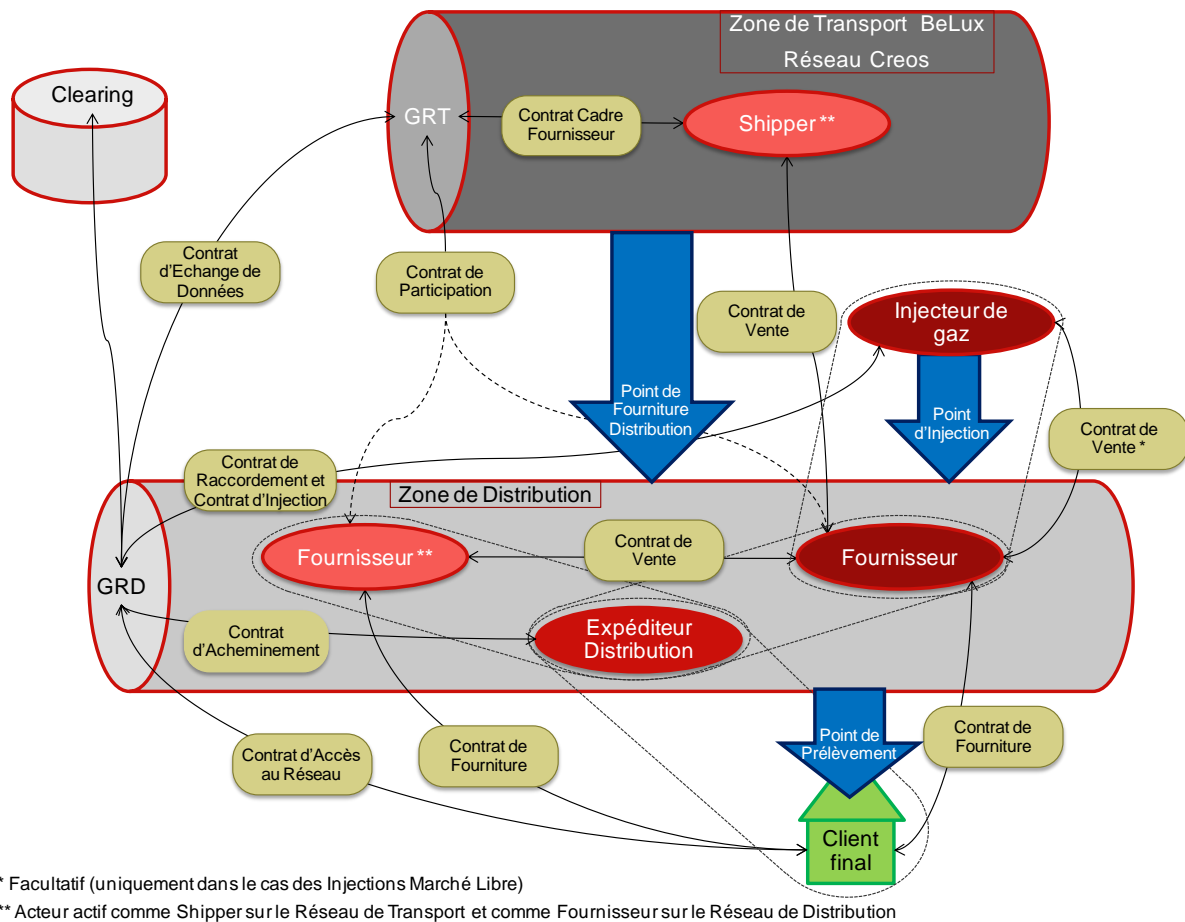 Zone de Transport BeLux
Réseau Creos
Clearing
GRT
Contrat Cadre
Fournisseur
Shipper **
Contrat
d'Echange de
Données
Contrat de
Participation
Contrat de
Vente
Injecteur de
gaz
Point de
Fourniture
Distribution
Point
d'Injection
Contrat de
Vente *
Contrat de
Raccordement et
Contrat d'Injection
Zone de Distribution
Fournisseur **
Contrat de
Vente
Fournisseur
GRD
Contrat
d'Acheminement
Expéditeur
Distribution
Contrat d'Accès
au Réseau
Contrat de
Fourniture
Point de
Prélèvement
Contrat de
Fourniture
Client
final
* Facultatif (uniquement dans le cas des Injections Marché Libre)
** Acteur actif comme Shipper sur le Réseau de Transport et comme Fournisseur sur le Réseau de Distribution